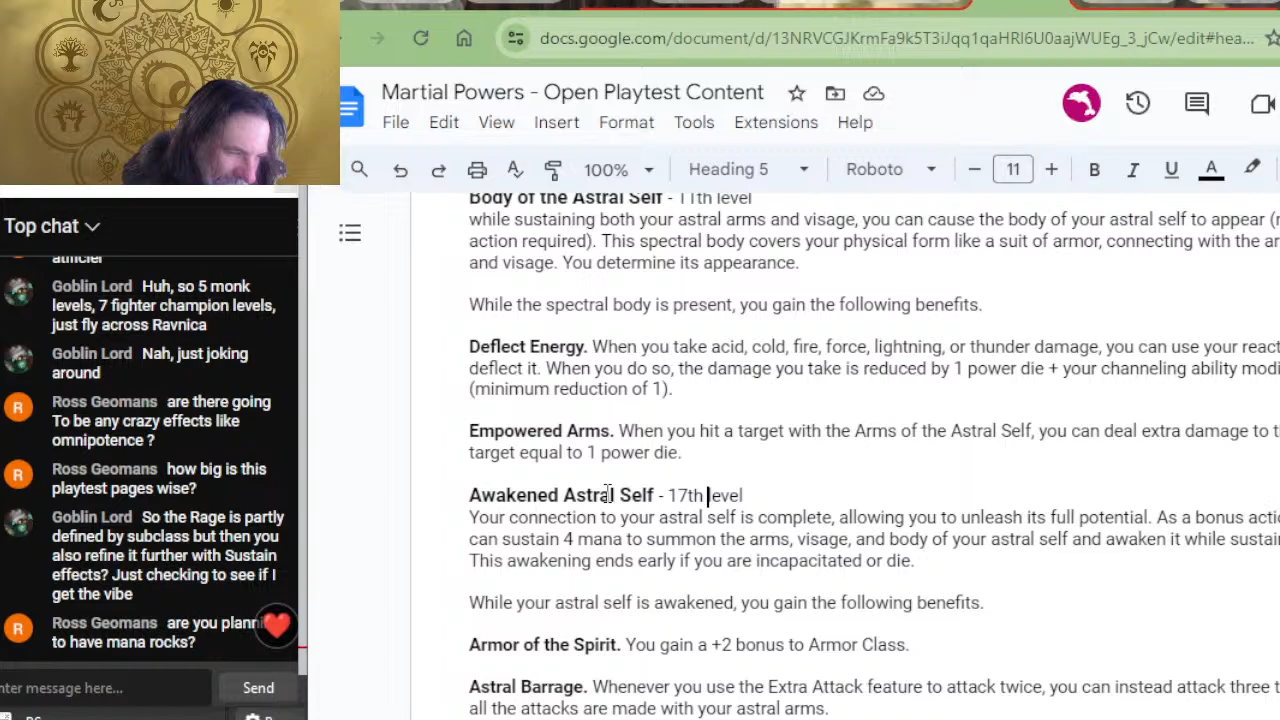 docs.google.com/document/d/13NRVCGJKrmFa9k5T3iJqq1qaHRl6U0aajWUEg_3_jCw/edit#hea...
Martial Powers - Open Playtest Content
File Edit View Insert Format Tools Extensions Help
100% Heading 5 Roboto 11 B I U A
Top chat
artificer
Goblin Lord Huh, so 5 monk
levels, 7 fighter champion levels,
just fly across Ravnica
Goblin Lord Nah, just joking
around
Ross Geomans are there going
To be any crazy effects like
omnipotence ?
Ross Geomans how big is this
playtest pages wise?
Goblin Lord So the Rage is partly
defined by subclass but then you
also refine it further with Sustain
effects? Just checking to see if I
get the vibe
Ross Geomans are you planni
to have mana rocks?
nter message here... Send
Body of the Astral Self - 11th level
while sustaining both your astral arms and visage, you can cause the body of your astral self to appear (
action required). This spectral body covers your physical form like a suit of armor, connecting with the ar
and visage. You determine its appearance.
While the spectral body is present, you gain the following benefits.
Deflect Energy. When you take acid, cold, fire, force, lightning, or thunder damage, you can use your react
deflect it. When you do so, the damage you take is reduced by 1 power die + your channeling ability modi
(minimum reduction of 1).
Empowered Arms. When you hit a target with the Arms of the Astral Self, you can deal extra damage to t
target equal to 1 power die.
Awakened Astral Self - 17th level
Your connection to your astral self is complete, allowing you to unleash its full potential. As a bonus actio
can sustain 4 mana to summon the arms, visage, and body of your astral self and awaken it while sustai
This awakening ends early if you are incapacitated or die.
While your astral self is awakened, you gain the following benefits.
Armor of the Spirit. You gain a +2 bonus to Armor Class.
Astral Barrage. Whenever you use the Extra Attack feature to attack twice, you can instead attack three t
all the attacks are made with your astral arms.